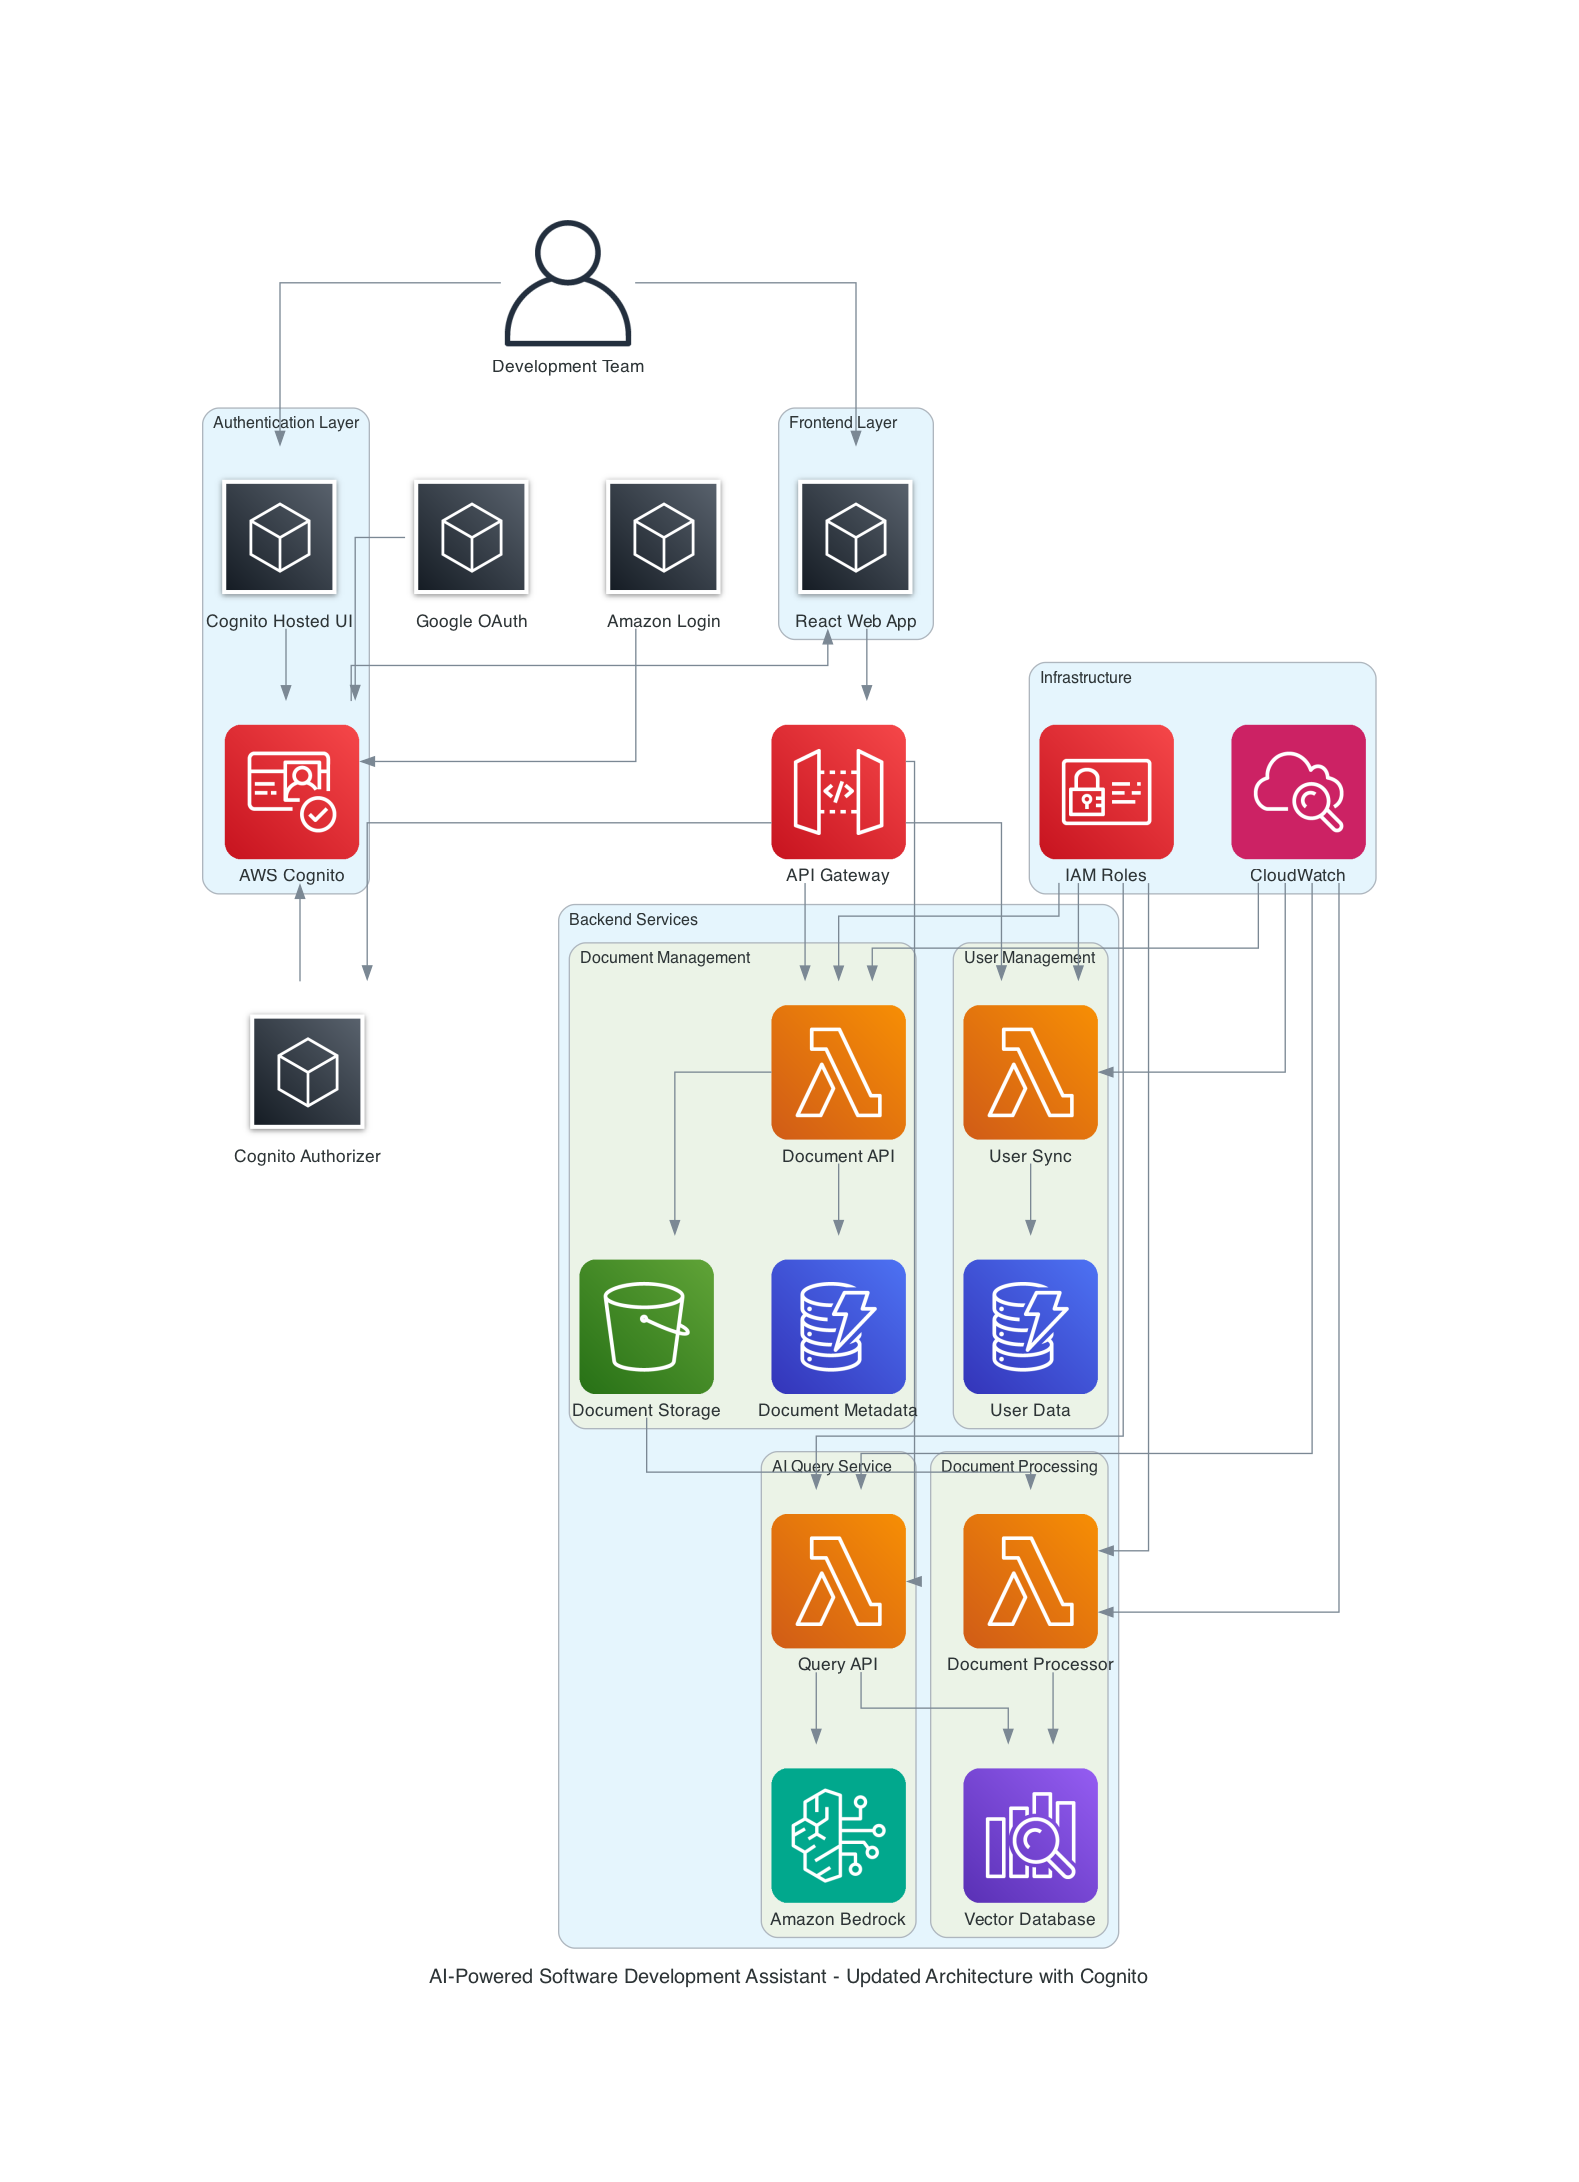 Development Team
Authentication Layer
Frontend Layer
Cognito Hosted UI
Google OAuth
Amazon Login
React Web App
Infrastructure
AWS Cognito
API Gateway
IAM Roles
CloudWatch
Backend Services
Document Management
User Management
Cognito Authorizer
Document API
User Sync
Document Storage
Document Metadata
User Data
AI Query Service
Document Processing
Query API
Document Processor
Amazon Bedrock
Vector Database
AI-Powered Software Development Assistant - Updated Architecture with Cognito